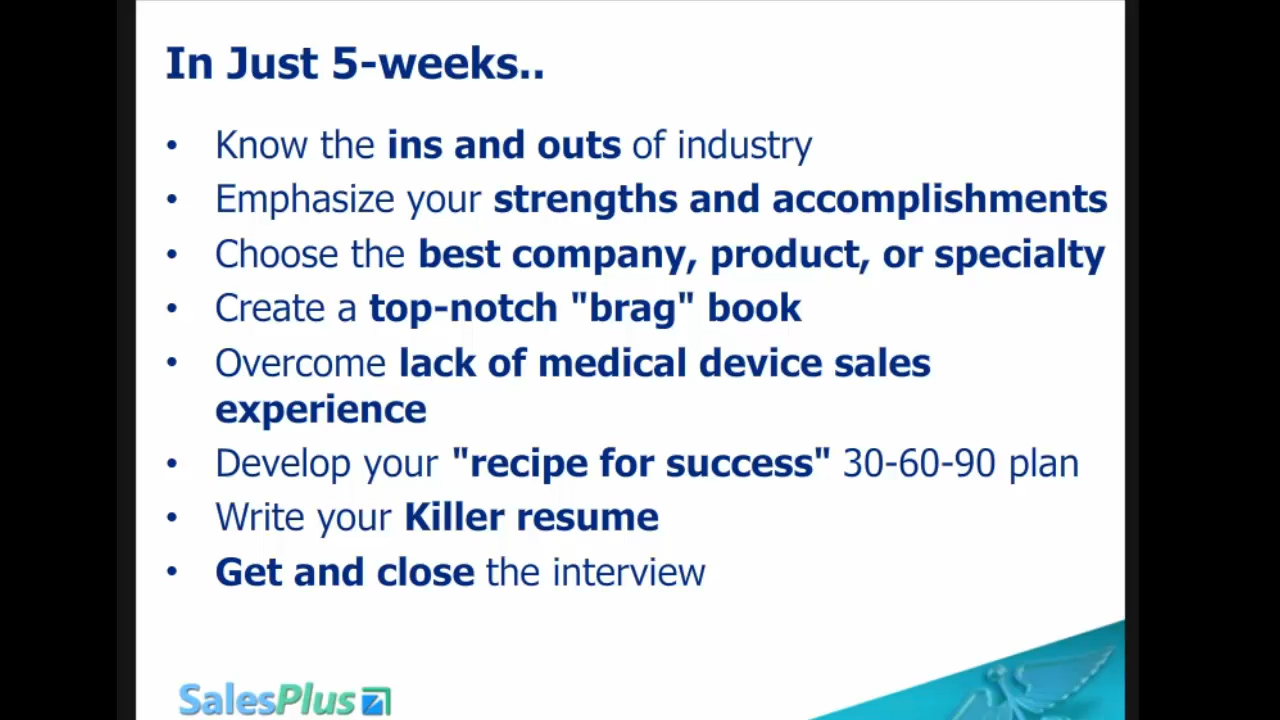 In Just 5-weeks..
• Know the ins and outs of industry
• Emphasize your strengths and accomplishments
• Choose the best company, product, or specialty
• Create a top-notch "brag" book
• Overcome lack of medical device sales
experience
• Develop your "recipe for success" 30-60-90 plan
• Write your Killer resume
• Get and close the interview
SalesPlus